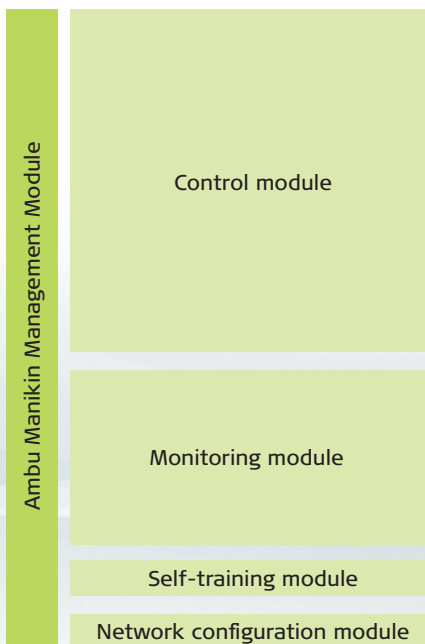 Ambu Manikin Management Module
Control module
Monitoring module
Self-training module
Network configuration module